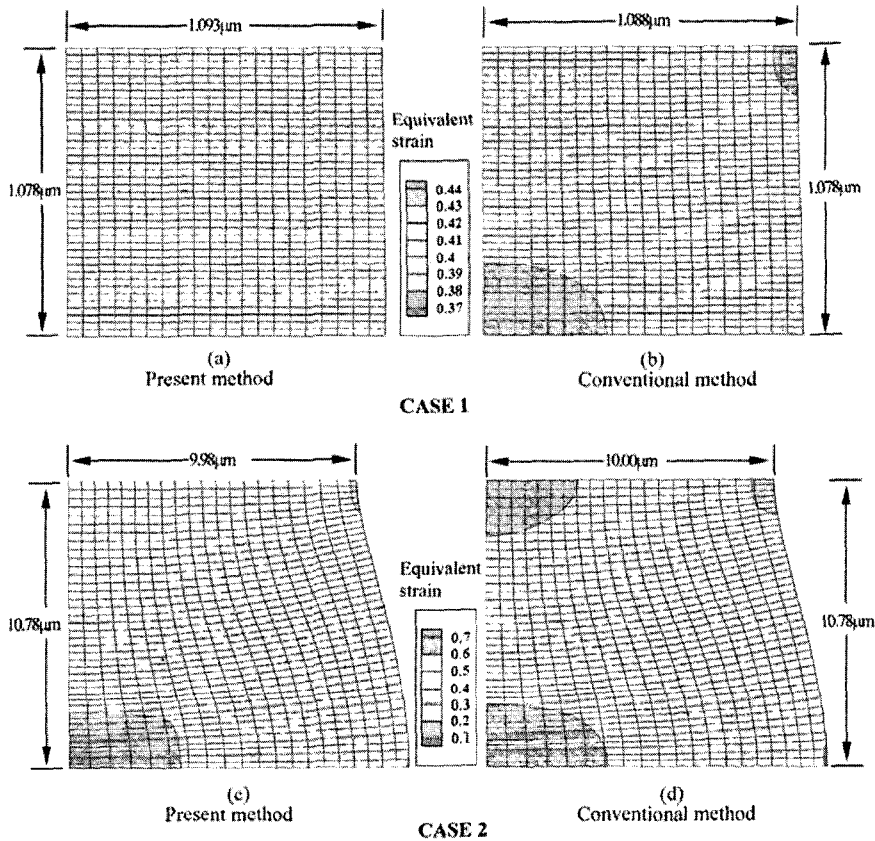 1.093μm
1.088μm
1.078μm
Equivalent
strain
0.44
0.43
0.42
0.41
0.4
0.39
0.38
0.37
1.078μm
(a)
Present method
(b)
Conventional method
CASE 1
9.98μm
10.00μm
10.78μm
Equivalent
strain
0.7
0.6
0.5
0.4
0.3
0.2
0.1
10.78μm
(c)
Present method
(d)
Conventional method
CASE 2